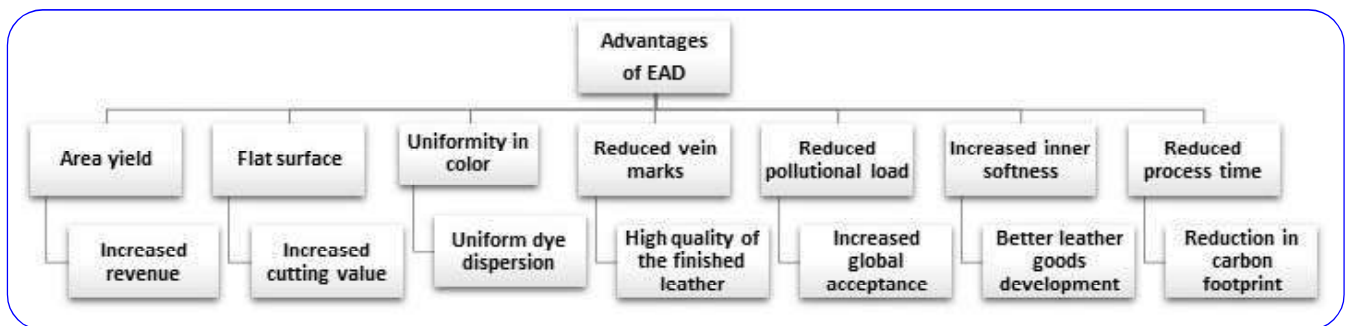 Advantages
of EAD
Area yield
Flat surface
Uniformity in
color
Reduced vein
marks
Reduced
pollutional load
Increased inner
softness
Reduced
process time
Increased
revenue
Increased
cutting value
Uniform dye
dispersion
High quality of
the finished
leather
Increased
global
acceptance
Better leather
goods
development
Reduction in
carbon
footprint